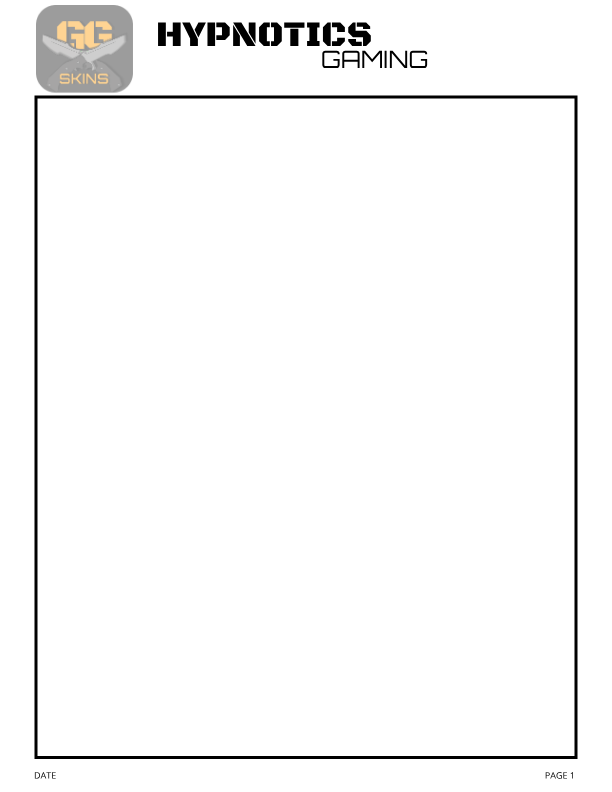 GG
SKINS
HYPNOTICS
GAMING
DATE
PAGE 1